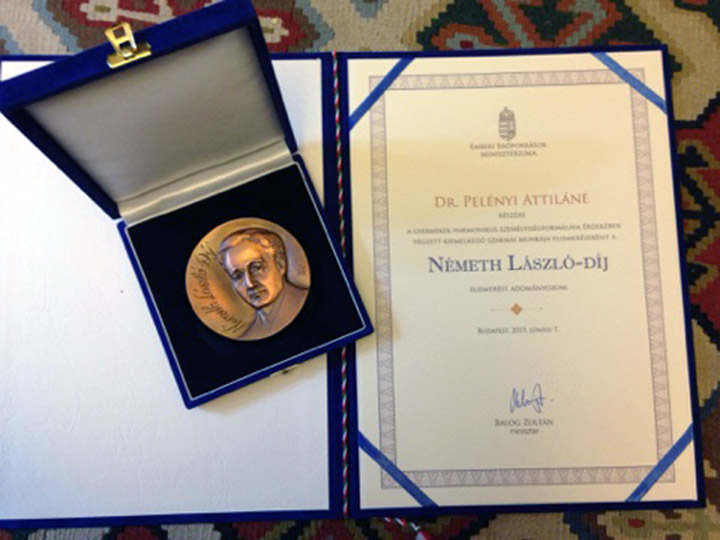 Németh László Díj
EMBERI ERŐFORRÁSOK
MINISZTÉRIUMA
DR. PELÉNYI ATTILÁNÉ
RÉSZÉRE
A GYERMEKEK HARMONIKUS SZEMÉLYISÉGFORMÁLÁSA ÉRDEKÉBEN
VÉGZETT KIEMELKEDŐ SZAKMAI MUNKÁJA ELISMERÉSEKÉNT A
NÉMETH LÁSZLÓ-DÍJ
ELISMERÉST ADOMÁNYOZOM.
BUDAPEST, 2015. JÚNIUS
BALOG ZOLTÁN
MINISZTER